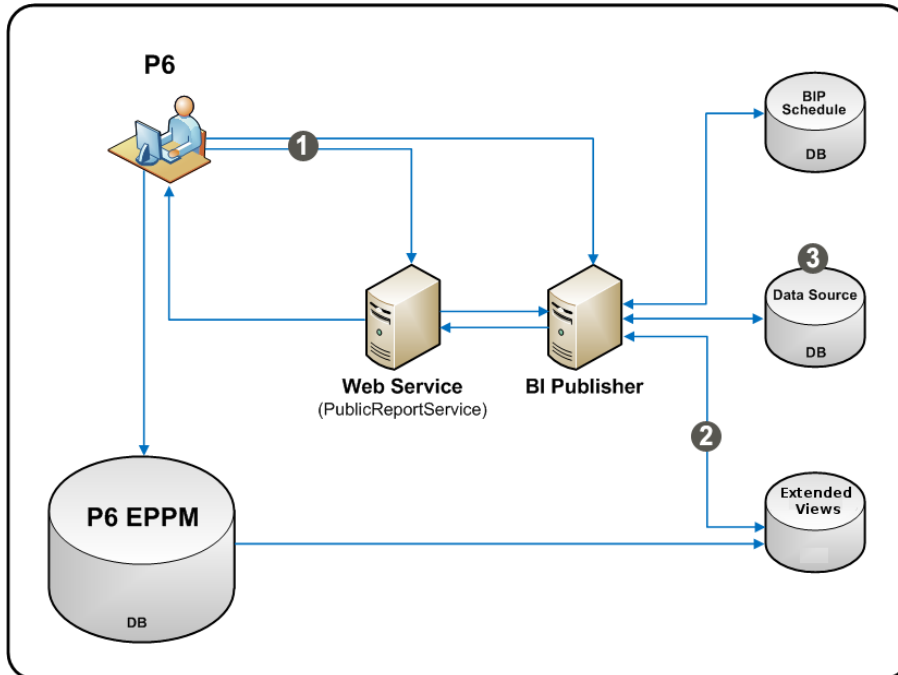 P6
1
BIP
Schedule
DB
3
Data Source
DB
Web Service
(PublicReportService)
BI Publisher
2
P6 EPPM
DB
Extended
Views